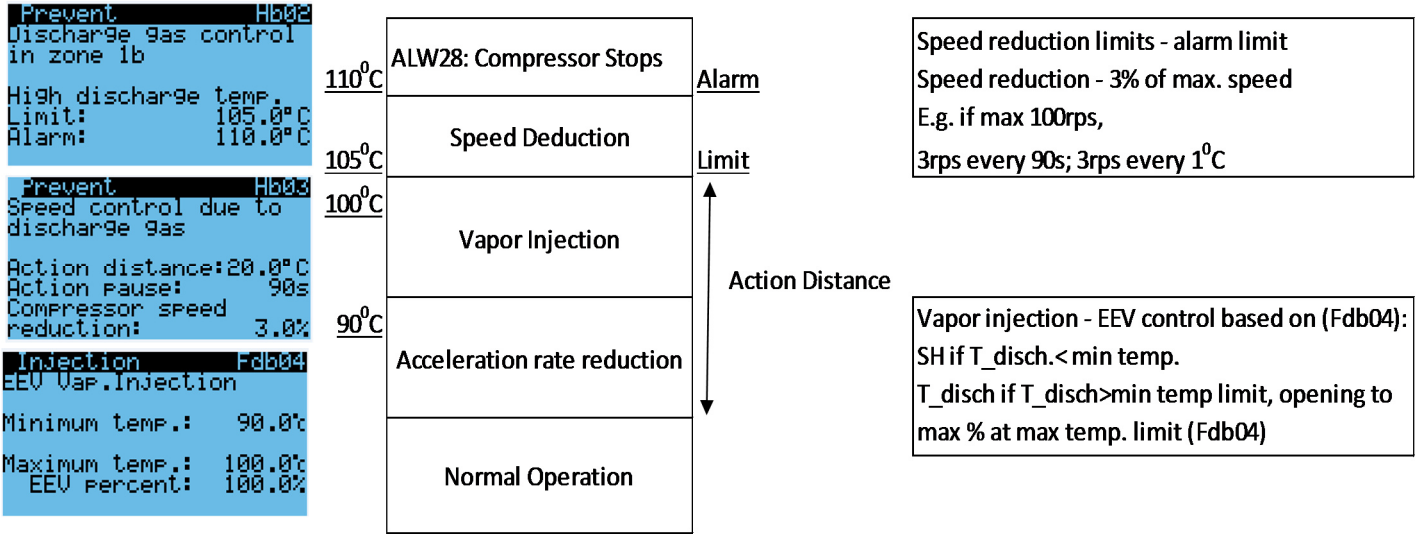 Prevent Hb02
Discharge gas control
in zone 1b
High discharge temp.
Limit: 105.0°C
Alarm: 110.0°C
Prevent Hb03
Speed control due to
discharge gas
Action distance:20.0°C
Action pause: 90s
Compressor speed
reduction: 3.0%
Injection Fdb04
EEV Vap.Injection
Minimum temp.: 90.0°c
Maximum temp.: 100.0°c
EEV percent: 100.0%
110⁰C
105⁰C
100⁰C
90⁰C
ALW28: Compressor Stops
Speed Deduction
Vapor Injection
Acceleration rate reduction
Normal Operation
Alarm
Limit
Action Distance
Speed reduction limits - alarm limit
Speed reduction - 3% of max. speed
E.g. if max 100rps,
3rps every 90s; 3rps every 1⁰C
Vapor injection - EEV control based on (Fdb04):
SH if T_disch.< min temp.
T_disch if T_disch>min temp limit, opening to
max % at max temp. limit (Fdb04)